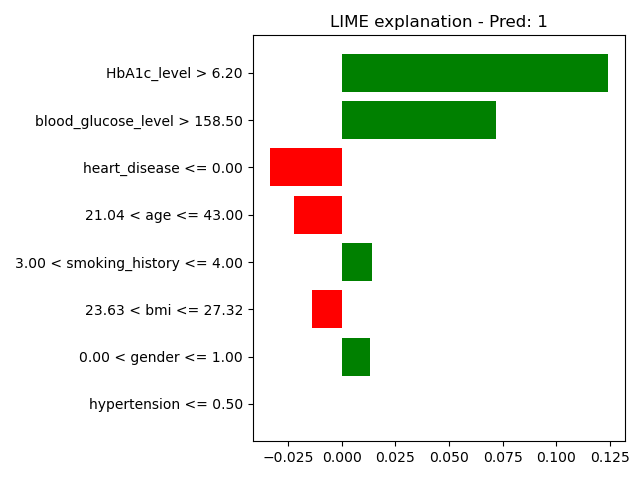 LIME explanation - Pred: 1
HbA1c_level > 6.20
blood_glucose_level > 158.50
heart_disease <= 0.00
21.04 < age <= 43.00
3.00 < smoking_history <= 4.00
23.63 < bmi <= 27.32
0.00 < gender <= 1.00
hypertension <= 0.50
−0.025 0.000 0.025 0.050 0.075 0.100 0.125